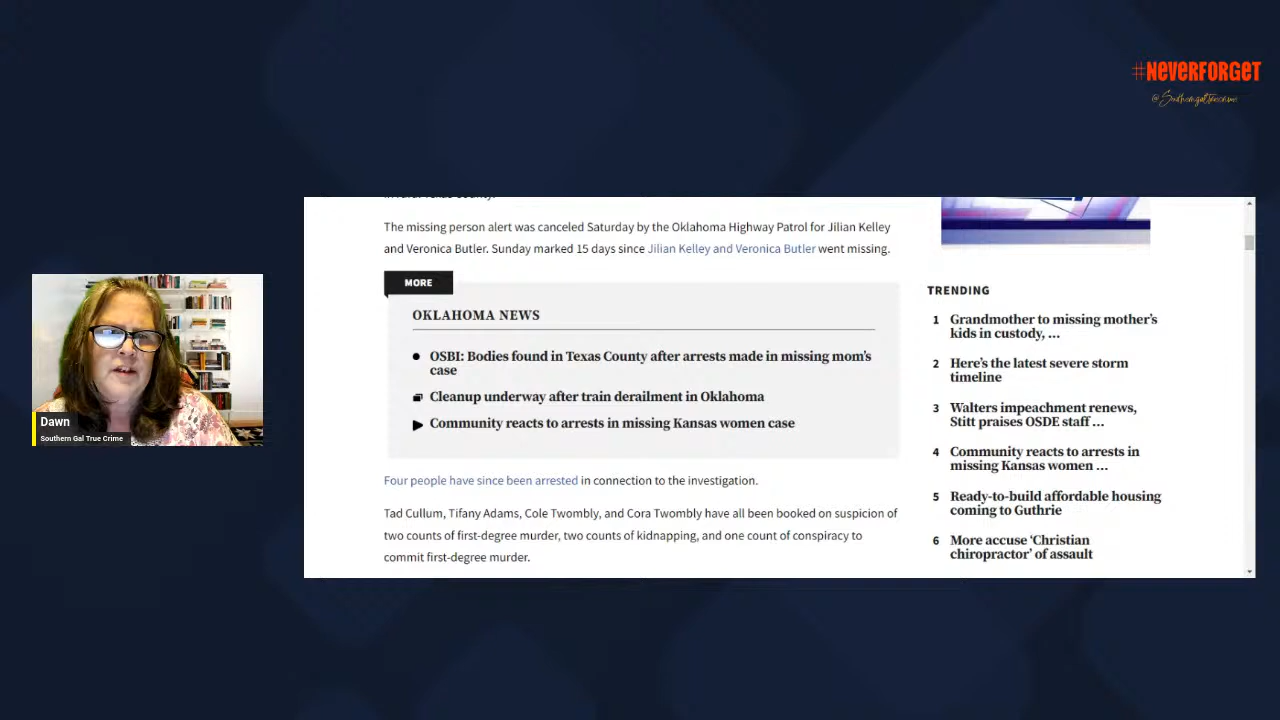 #NEVERFORGET
@Southerngaltruecrime
The missing person alert was canceled Saturday by the Oklahoma Highway Patrol for Jilian Kelley
and Veronica Butler. Sunday marked 15 days since Jilian Kelley and Veronica Butler went missing.
MORE
OKLAHOMA NEWS
OSBI: Bodies found in Texas County after arrests made in missing mom's
case
Cleanup underway after train derailment in Oklahoma
Community reacts to arrests in missing Kansas women case
Four people have since been arrested in connection to the investigation.
Tad Cullum, Tifany Adams, Cole Twombly, and Cora Twombly have all been booked on suspicion of
two counts of first-degree murder, two counts of kidnapping, and one count of conspiracy to
commit first-degree murder.
TRENDING
1 Grandmother to missing mother's
kids in custody, ...
2 Here's the latest severe storm
timeline
3 Walters impeachment renews,
Stitt praises OSDE staff ...
4 Community reacts to arrests in
missing Kansas women ...
5 Ready-to-build affordable housing
coming to Guthrie
6 More accuse ‘Christian
chiropractor’ of assault
Dawn
Southern Gal True Crime